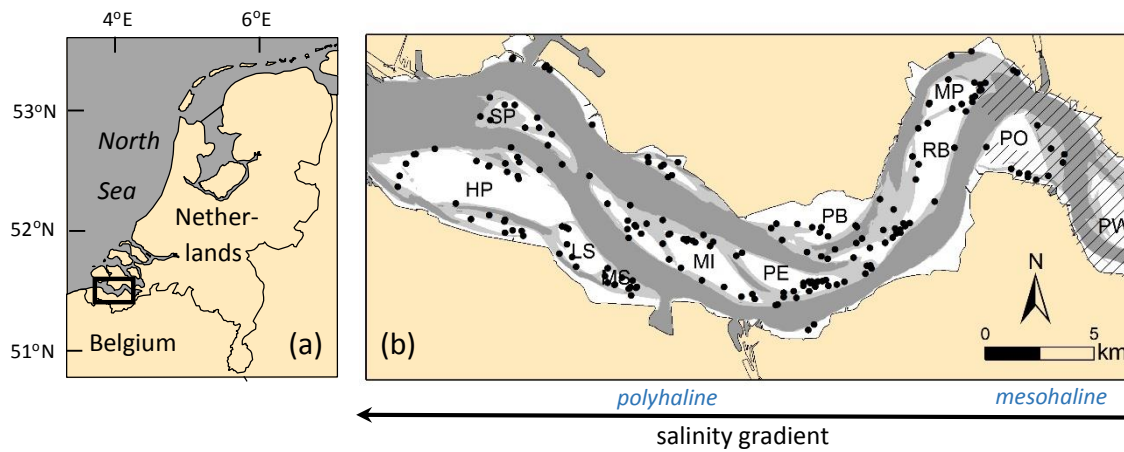 4°E 6°E
53°N
North
Sea
52°N
Nether-
lands
51°N
Belgium
(a)
SP
HP
LS
MS
MI
PE
PB
RB
MP
PO
PW
N
0 5
km
(b)
polyhaline mesohaline
salinity gradient